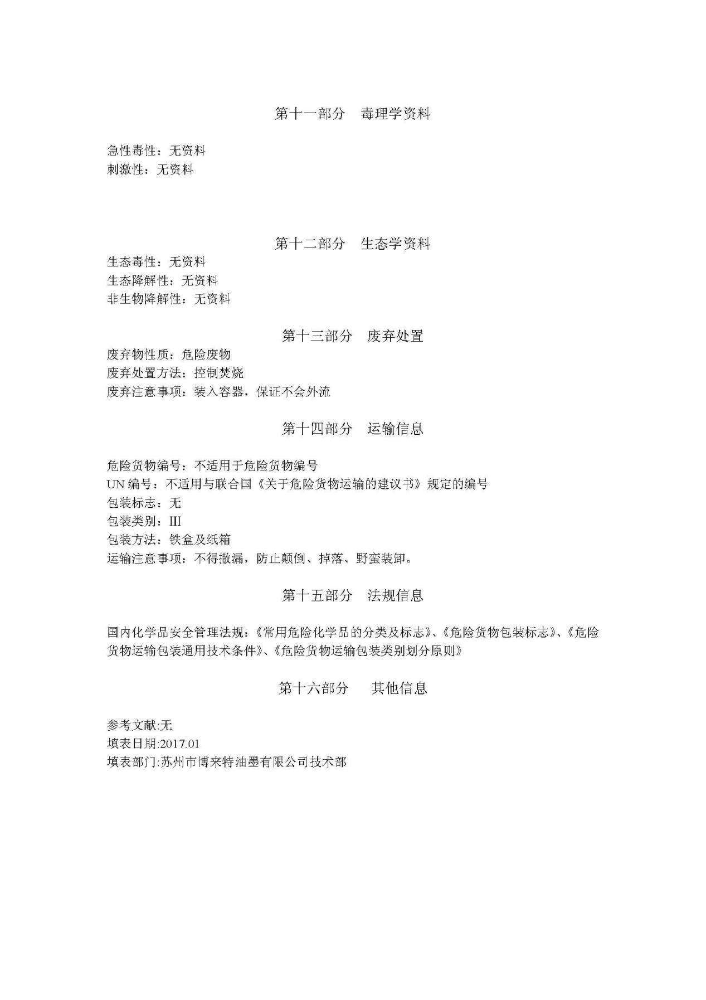 第十一部分　毒理学资料
急性毒性：无资料
刺激性：无资料
第十二部分　生态学资料
生态毒性：无资料
生态降解性：无资料
非生物降解性：无资料
第十三部分　废弃处置
废弃物性质：危险废物
废弃处置方法：控制焚烧
废弃注意事项：装入容器，保证不会外流
第十四部分　运输信息
危险货物编号：不适用于危险货物编号
UN 编号：不适用与联合国《关于危险货物运输的建议书》规定的编号
包装标志：无
包装类别：Ⅲ
包装方法：铁盒及纸箱
运输注意事项：不得撒漏，防止颠倒、掉落、野蛮装卸。
第十五部分　法规信息
国内化学品安全管理法规：《常用危险化学品的分类及标志》、《危险货物包装标志》、《危险
货物运输包装通用技术条件》、《危险货物运输包装类别划分原则》
第十六部分　 其他信息
参考文献:无
填表日期:2017.01
填表部门:苏州市博来特油墨有限公司技术部